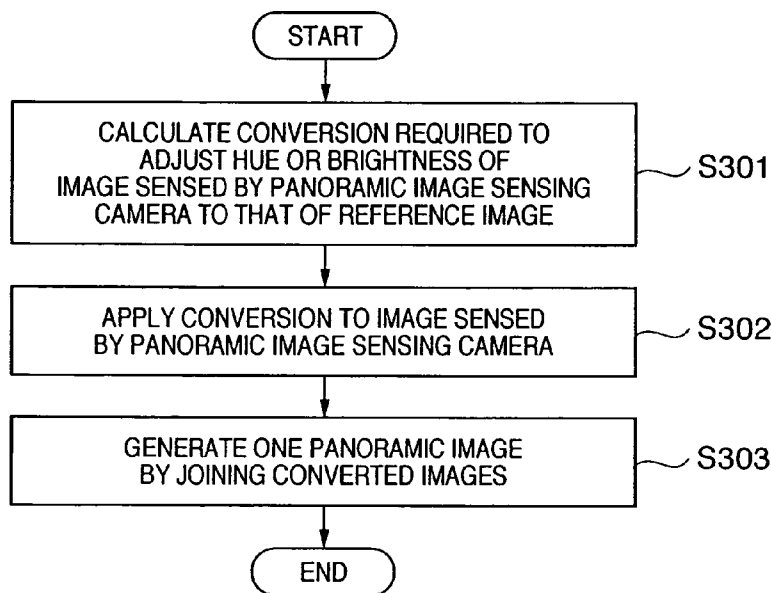 START
CALCULATE CONVERSION REQUIRED TO
ADJUST HUE OR BRIGHTNESS OF
IMAGE SENSED BY PANORAMIC IMAGE SENSING
CAMERA TO THAT OF REFERENCE IMAGE
S301
APPLY CONVERSION TO IMAGE SENSED
BY PANORAMIC IMAGE SENSING CAMERA
S302
GENERATE ONE PANORAMIC IMAGE
BY JOINING CONVERTED IMAGES
S303
END